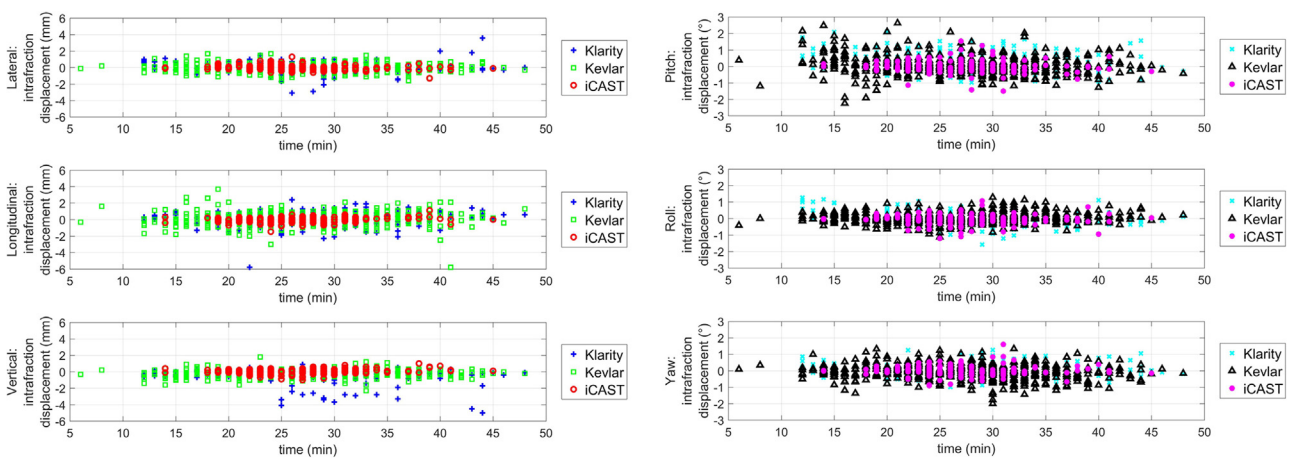 Lateral:
intrafraction
displacement (mm)
6
4
2
0
-2
-4
-6
5 10 15 20 25 30 35 40 45 50
time (min)
Klarity
Kevlar
iCAST
Longitudinal:
intrafraction
displacement (mm)
6
4
2
0
-2
-4
-6
5 10 15 20 25 30 35 40 45 50
time (min)
Klarity
Kevlar
iCAST
Vertical:
intrafraction
displacement (mm)
6
4
2
0
-2
-4
-6
5 10 15 20 25 30 35 40 45 50
time (min)
Klarity
Kevlar
iCAST
Pitch:
intrafraction
displacement (°)
3
2
1
0
-1
-2
-3
5 10 15 20 25 30 35 40 45 50
time (min)
Klarity
Kevlar
iCAST
Roll:
intrafraction
displacement (°)
3
2
1
0
-1
-2
-3
5 10 15 20 25 30 35 40 45 50
time (min)
Klarity
Kevlar
iCAST
Yaw:
intrafraction
displacement (°)
3
2
1
0
-1
-2
-3
5 10 15 20 25 30 35 40 45 50
time (min)
Klarity
Kevlar
iCAST